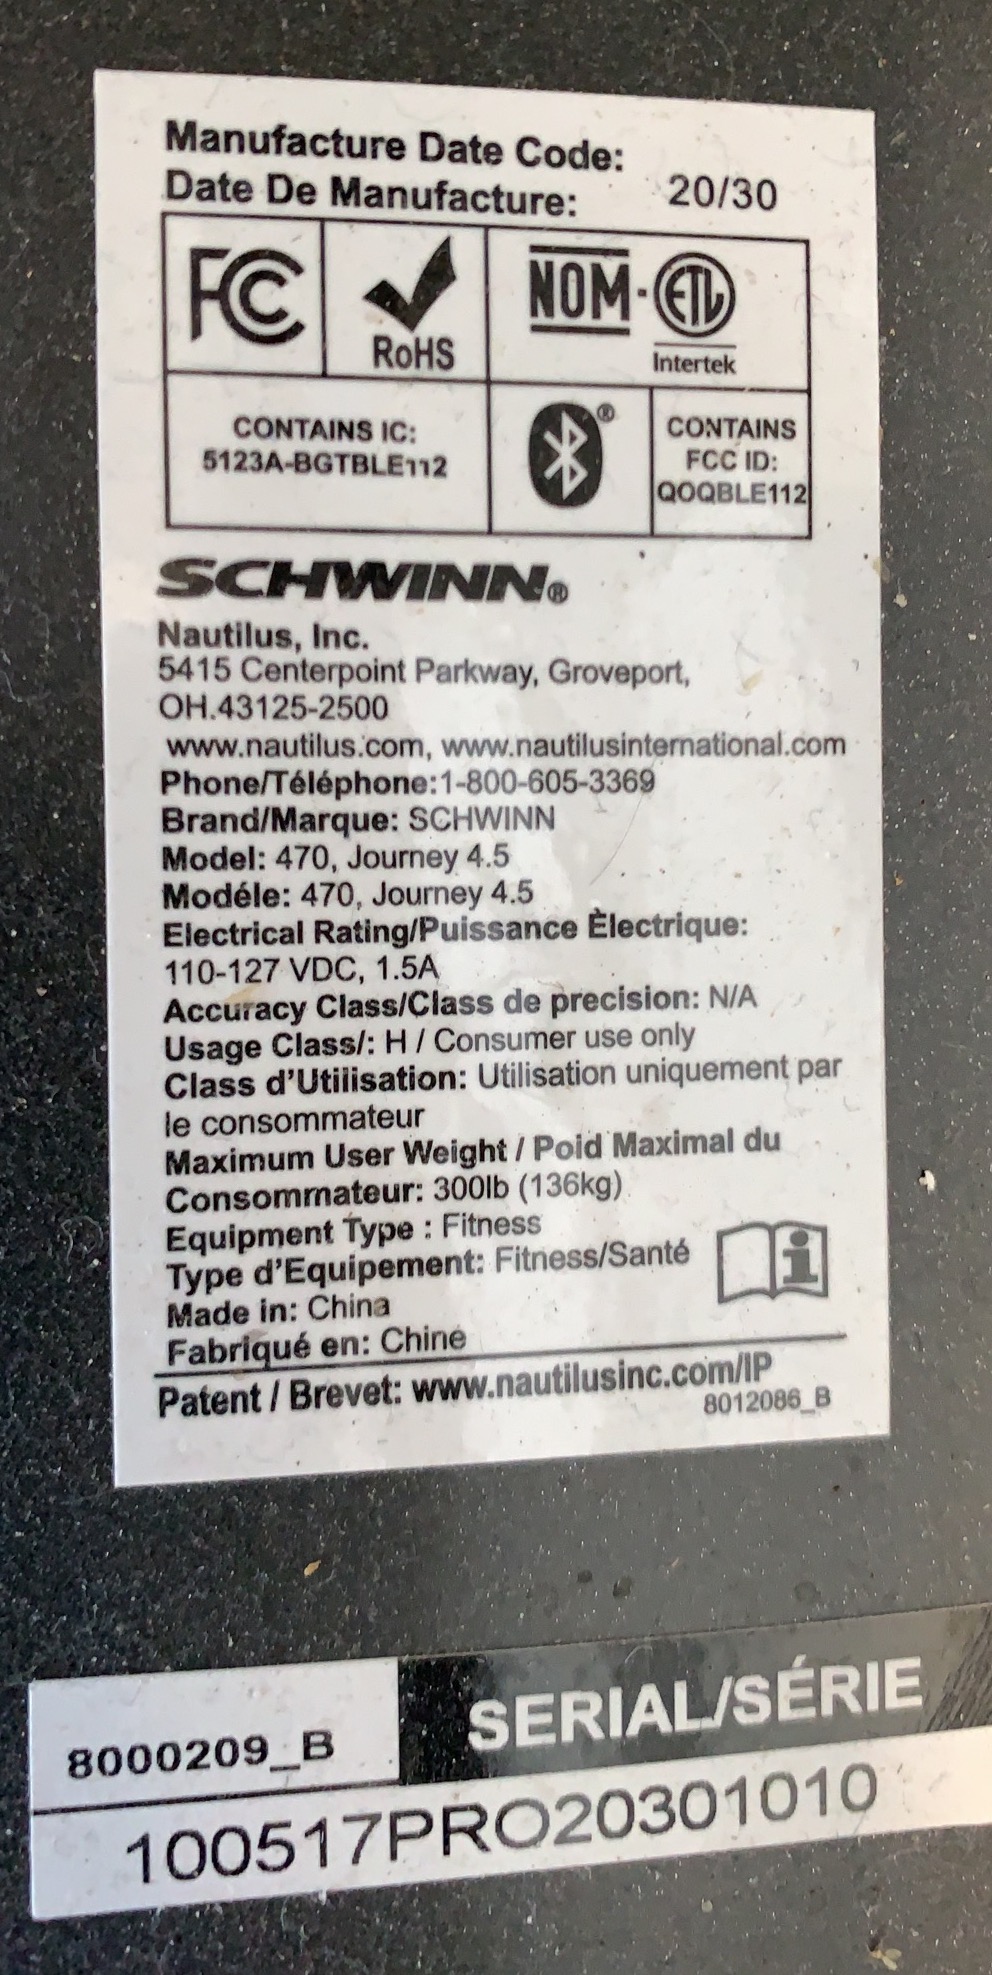 Manufacture Date Code:
Date De Manufacture: 20/30
FC
RoHS
NOM - ETL
Intertek
CONTAINS IC:
5123A-BGTBLE112
®
CONTAINS
FCC ID:
QOQBLE112
SCHWINN®
Nautilus, Inc.
5415 Centerpoint Parkway, Groveport,
OH.43125-2500
www.nautilus.com, www.nautilusinternational.com
Phone/Téléphone:1-800-605-3369
Brand/Marque: SCHWINN
Model: 470, Journey 4.5
Modéle: 470, Journey 4.5
Electrical Rating/Puissance Èlectrique:
110-127 VDC, 1.5A
Accuracy Class/Class de precision: N/A
Usage Class/: H / Consumer use only
Class d'Utilisation: Utilisation uniquement par
le consommateur
Maximum User Weight / Poid Maximal du
Consommateur: 300lb (136kg)
Equipment Type : Fitness
Type d'Equipement: Fitness/Santé
Made in: China
Fabriqué en: Chine
Patent / Brevet: www.nautilusinc.com/IP
8012086_B
8000209_B
SERIAL/SÉRIE
100517PRO20301010